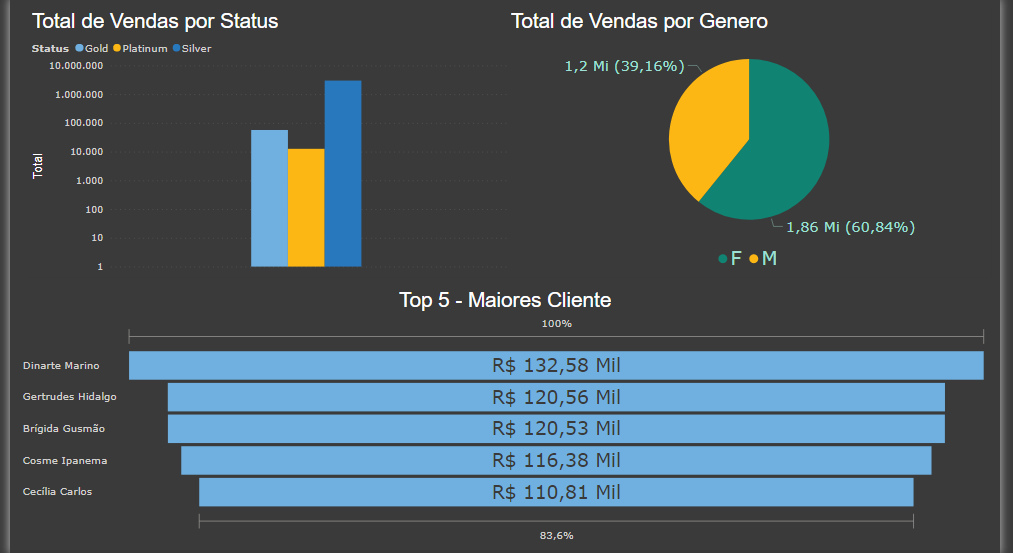 Total de Vendas por Status
Status Gold Platinum Silver
10.000.000
1.000.000
100.000
10.000
1.000
100
10
1
Total
Total de Vendas por Genero
1,2 Mi (39,16%)
1,86 Mi (60,84%)
F M
Top 5 - Maiores Cliente
100%
Dinarte Marino R$ 132,58 Mil
Gertrudes Hidalgo R$ 120,56 Mil
Brígida Gusmão R$ 120,53 Mil
Cosme Ipanema R$ 116,38 Mil
Cecília Carlos R$ 110,81 Mil
83,6%